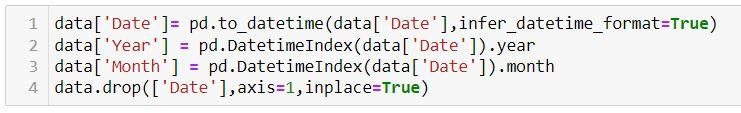 1 data['Date']= pd.to_datetime(data['Date'],infer_datetime_format=True)
2 data['Year'] = pd.DatetimeIndex(data['Date']).year
3 data['Month'] = pd.DatetimeIndex(data['Date']).month
4 data.drop(['Date'],axis=1,inplace=True)